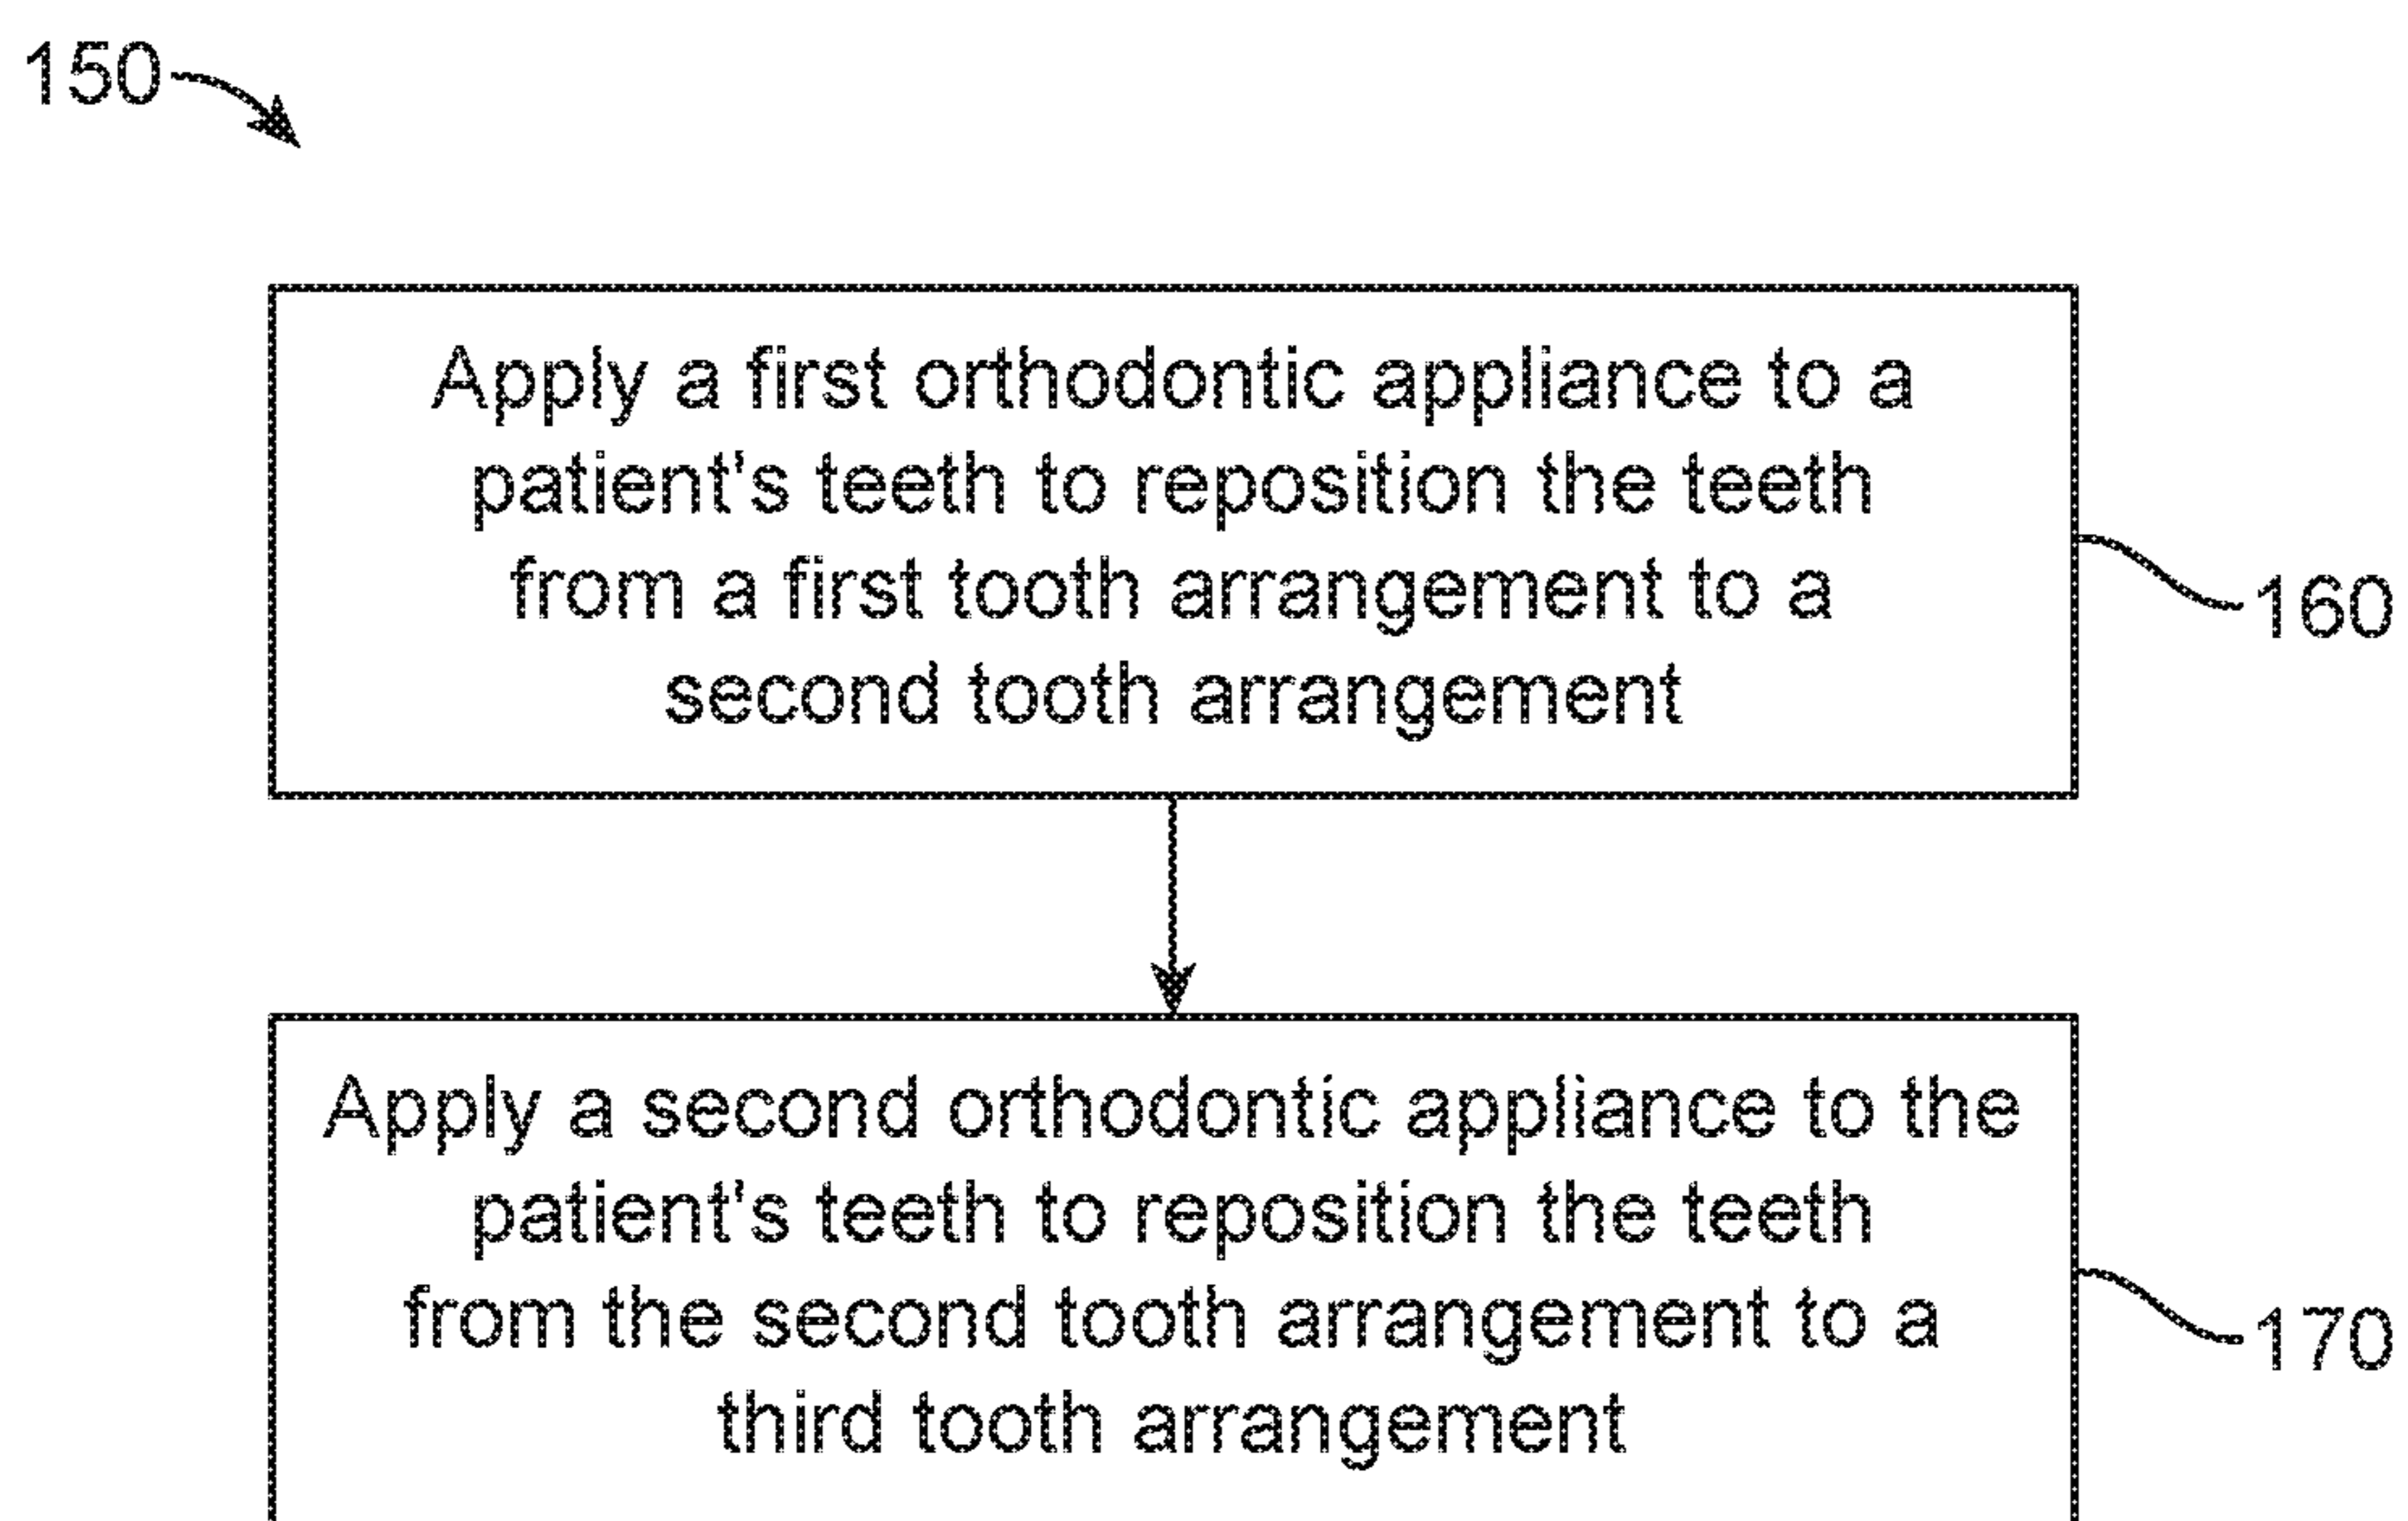 150
Apply a first orthodontic appliance to a
patient's teeth to reposition the teeth
from a first tooth arrangement to a
second tooth arrangement
160
Apply a second orthodontic appliance to the
patient's teeth to reposition the teeth
from the second tooth arrangement to a
third tooth arrangement
170